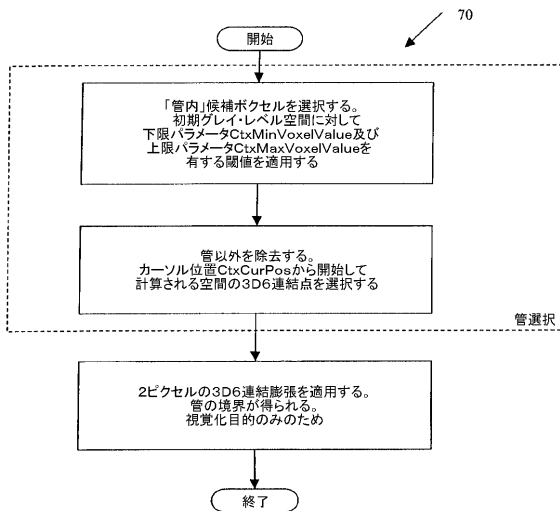 70
開始
「管内」候補ボクセルを選択する。
初期グレイ・レベル空間に対して
下限パラメータCtxMinVoxelValue及び
上限パラメータCtxMaxVoxelValueを
有する閾値を適用する
管以外を除去する。
カーソル位置CtxCurPosから開始して
計算される空間の3D6連結点を選択する
管選択
2ピクセルの3D6連結膨張を適用する。
管の境界が得られる。
視覚化目的のみのため
終了